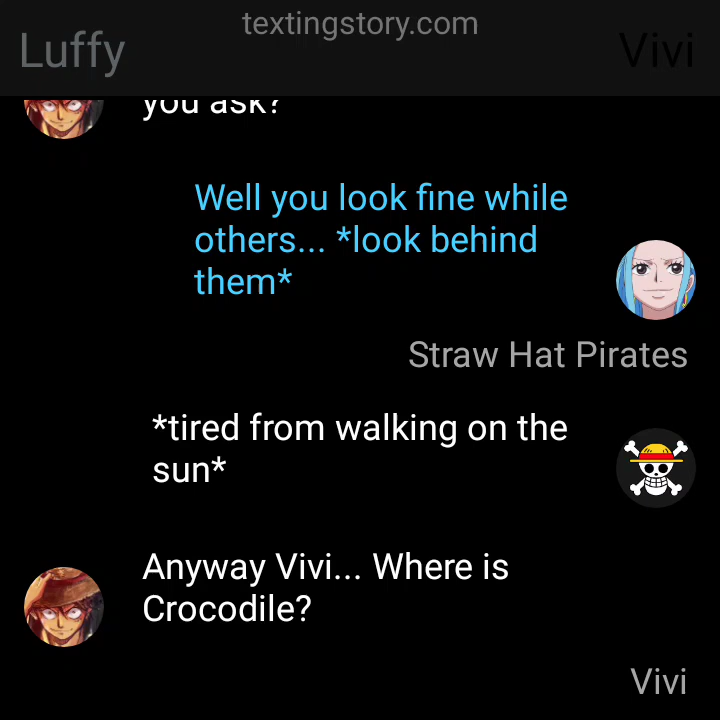 textingstory.com
Luffy
Vivi
you ask?
Well you look fine while
others... *look behind
them*
Straw Hat Pirates
*tired from walking on the
sun*
Anyway Vivi... Where is
Crocodile?
Vivi